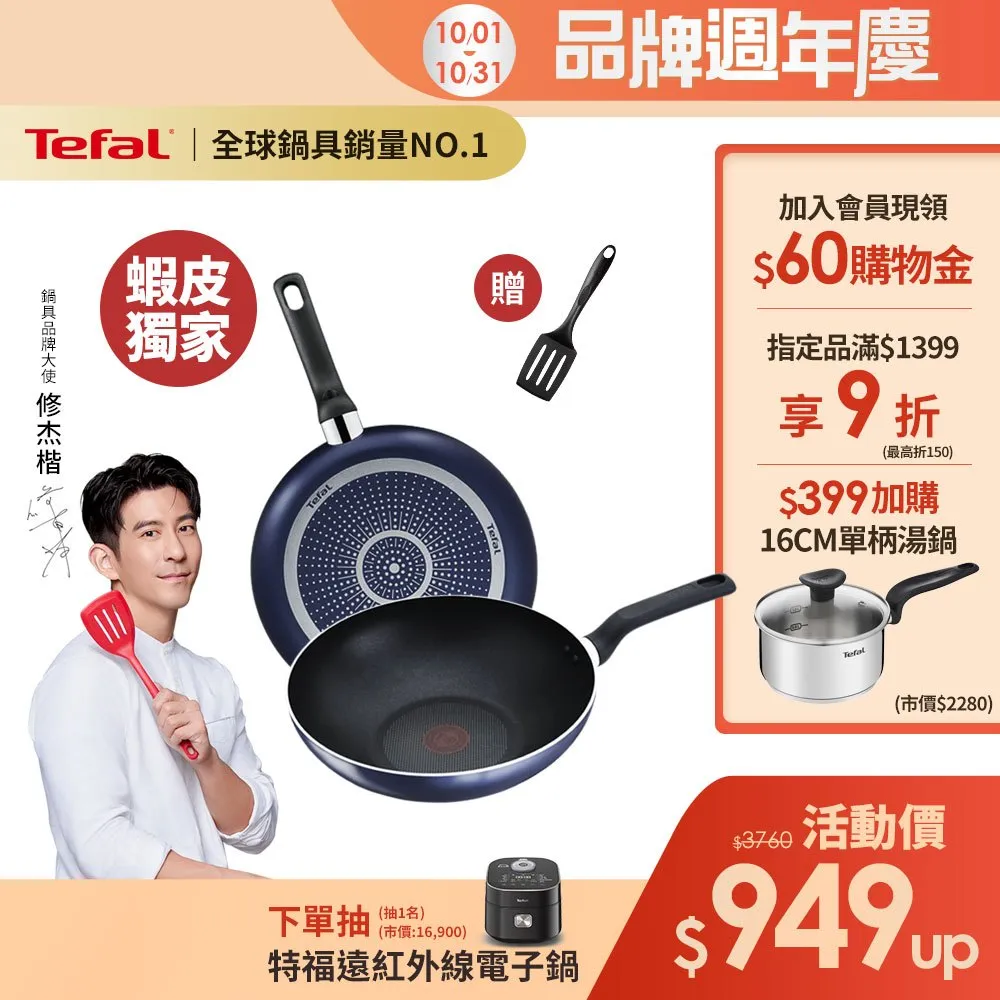 10/01
10/31
品牌週年慶
Tefal
全球鍋具銷量NO.1
加入會員現領
$60購物金
指定品滿$1399
享9折
(最高折150)
$399加購
16CM單柄湯鍋
Tefal
(市價$2280)
蝦皮
獨家
贈
鍋具品牌大使
修杰楷
Tefal
Tefal
$3760
活動價
$949up
下單抽
(抽1名)
(市價:16,900)
特福遠紅外線電子鍋